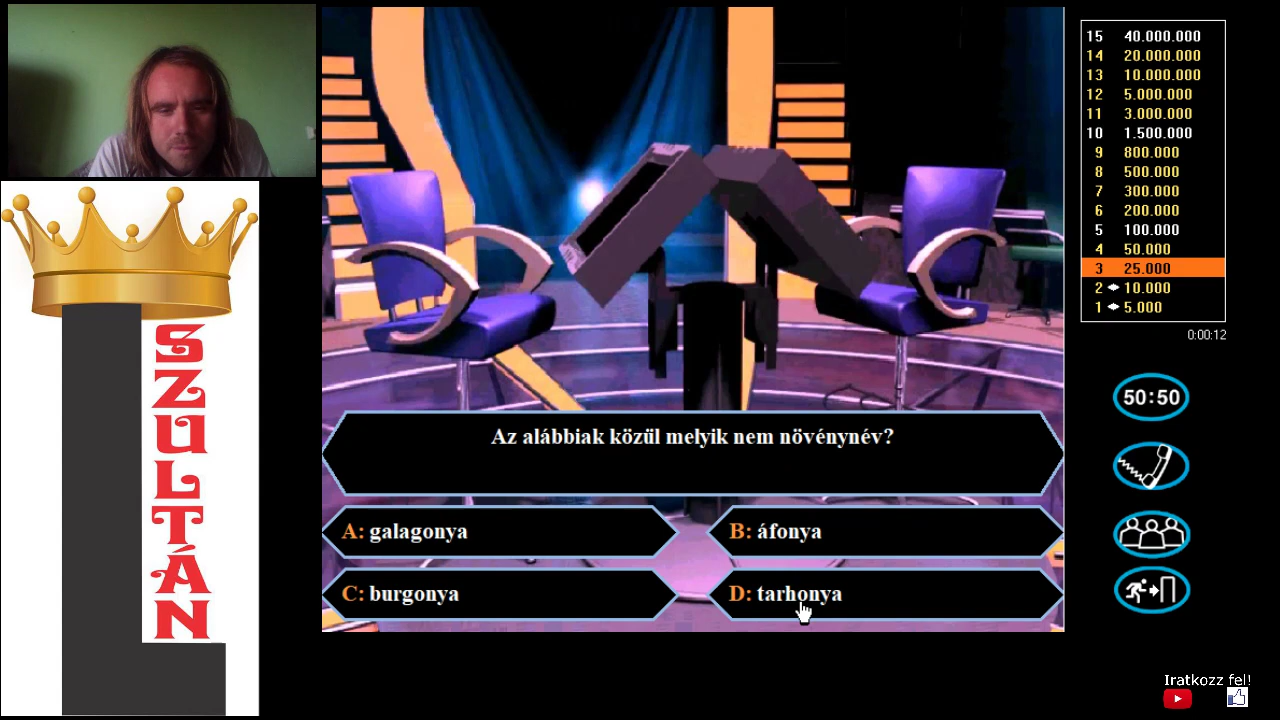 SZULTÁN
15 40.000.000
14 20.000.000
13 10.000.000
12 5.000.000
11 3.000.000
10 1.500.000
9 800.000
8 500.000
7 300.000
6 200.000
5 100.000
4 50.000
3 25.000
2 10.000
1 5.000
0:00:12
50:50
Az alábbiak közül melyik nem növénynév?
A: galagonya
B: áfonya
C: burgonya
D: tarhonya
Iratkozz fel!